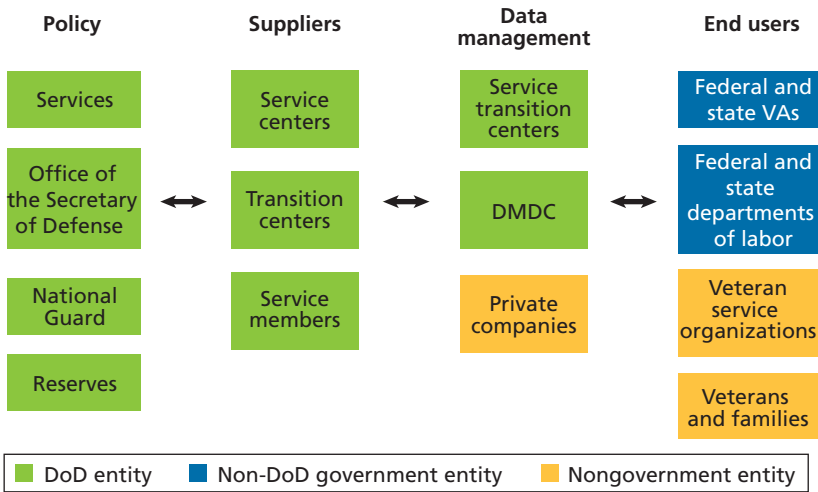 Policy
Suppliers
Data
management
End users
Services
Office of
the Secretary
of Defense
National
Guard
Reserves
Service
centers
Transition
centers
Service
members
Service
transition
centers
DMDC
Private
companies
Federal and
state VAs
Federal and
state
departments
of labor
Veteran
service
organizations
Veterans
and families
DoD entity
Non-DoD government entity
Nongovernment entity